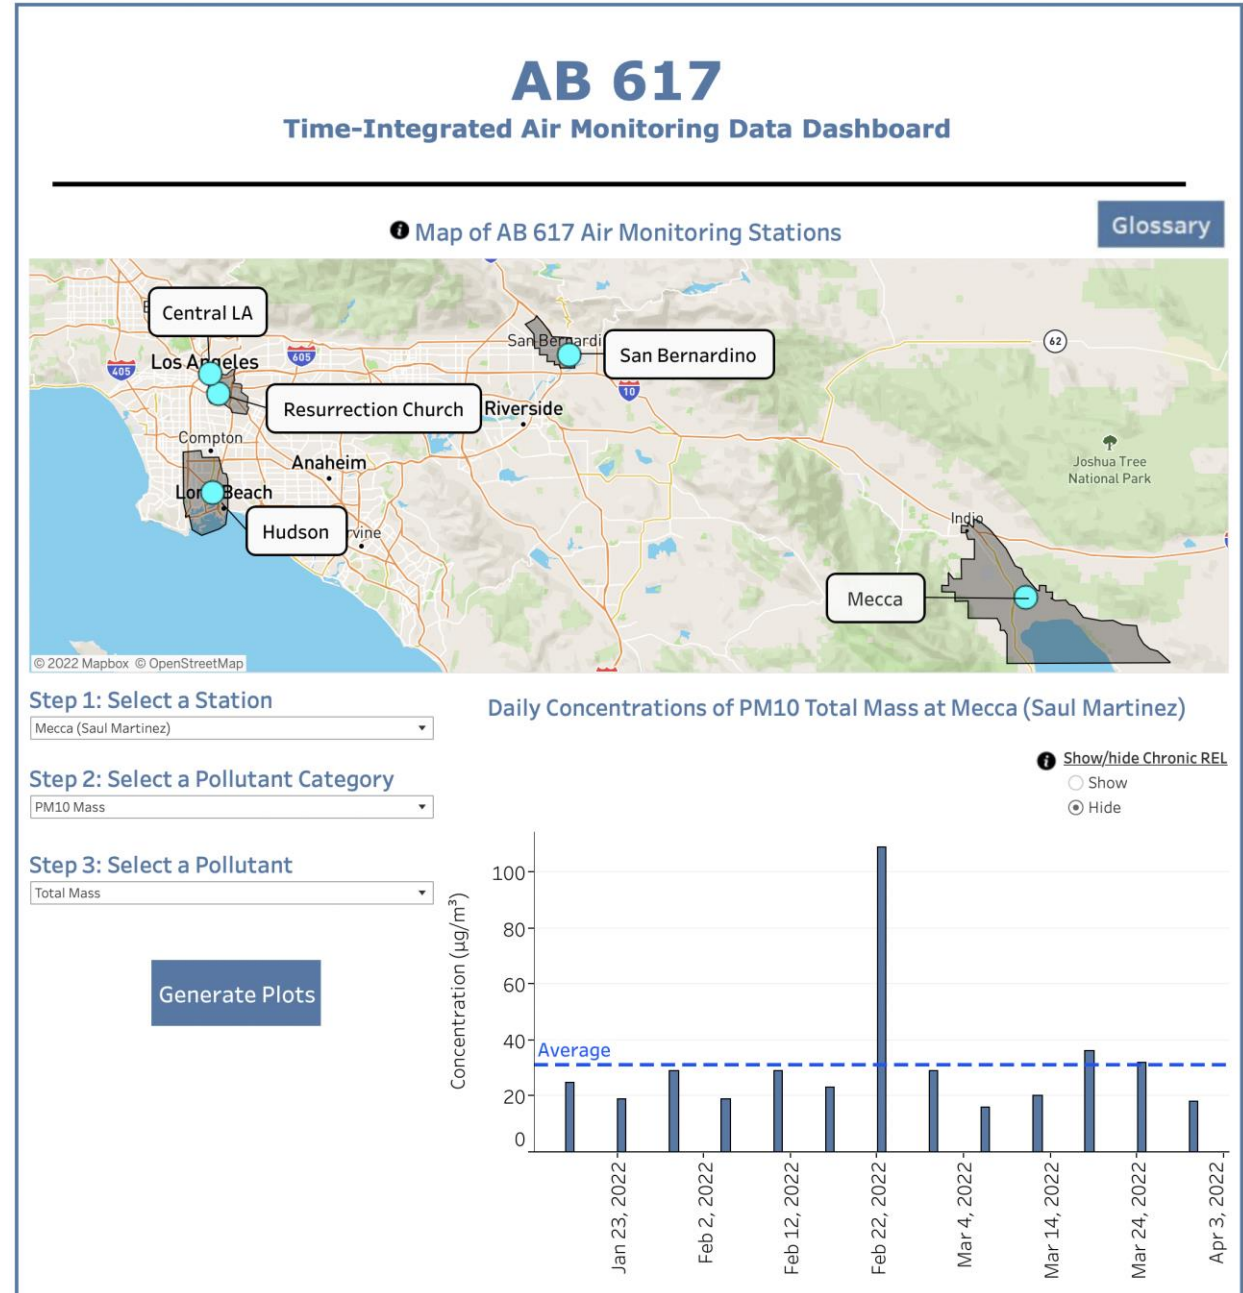 AB 617
Time-Integrated Air Monitoring Data Dashboard
Map of AB 617 Air Monitoring Stations
Glossary
Central LA
Los Angeles
405
605
San Bernardi
San Bernardino
62
10
Resurrection Church
Riverside
Compton
Anaheim
Joshua Tree
National Park
Long Beach
Hudson
rvine
Indio
Mecca
© 2022 Mapbox © OpenStreetMap
Step 1: Select a Station
Mecca (Saul Martinez)
Step 2: Select a Pollutant Category
PM10 Mass
Step 3: Select a Pollutant
Total Mass
Generate Plots
Daily Concentrations of PM10 Total Mass at Mecca (Saul Martinez)
Show/hide Chronic REL
Show
Hide
Concentration (µg/m³)
100
80
60
40
20
0
Average
Jan 23, 2022
Feb 2, 2022
Feb 12, 2022
Feb 22, 2022
Mar 4, 2022
Mar 14, 2022
Mar 24, 2022
Apr 3, 2022